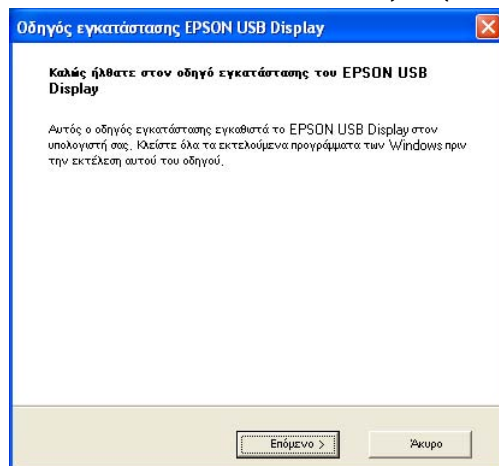 Οδηγός εγκατάστασης EPSON USB Display
Καλώς ήλθατε στον οδηγό εγκατάστασης του EPSON USB
Display
Αυτός ο οδηγός εγκατάστασης εγκαθιστά το EPSON USB Display στον
υπολογιστή σας. Κλείστε όλα τα εκτελούμενα προγράμματα των Windows πριν
την εκτέλεση αυτού του οδηγού.
Επόμενο >
Άκυρο